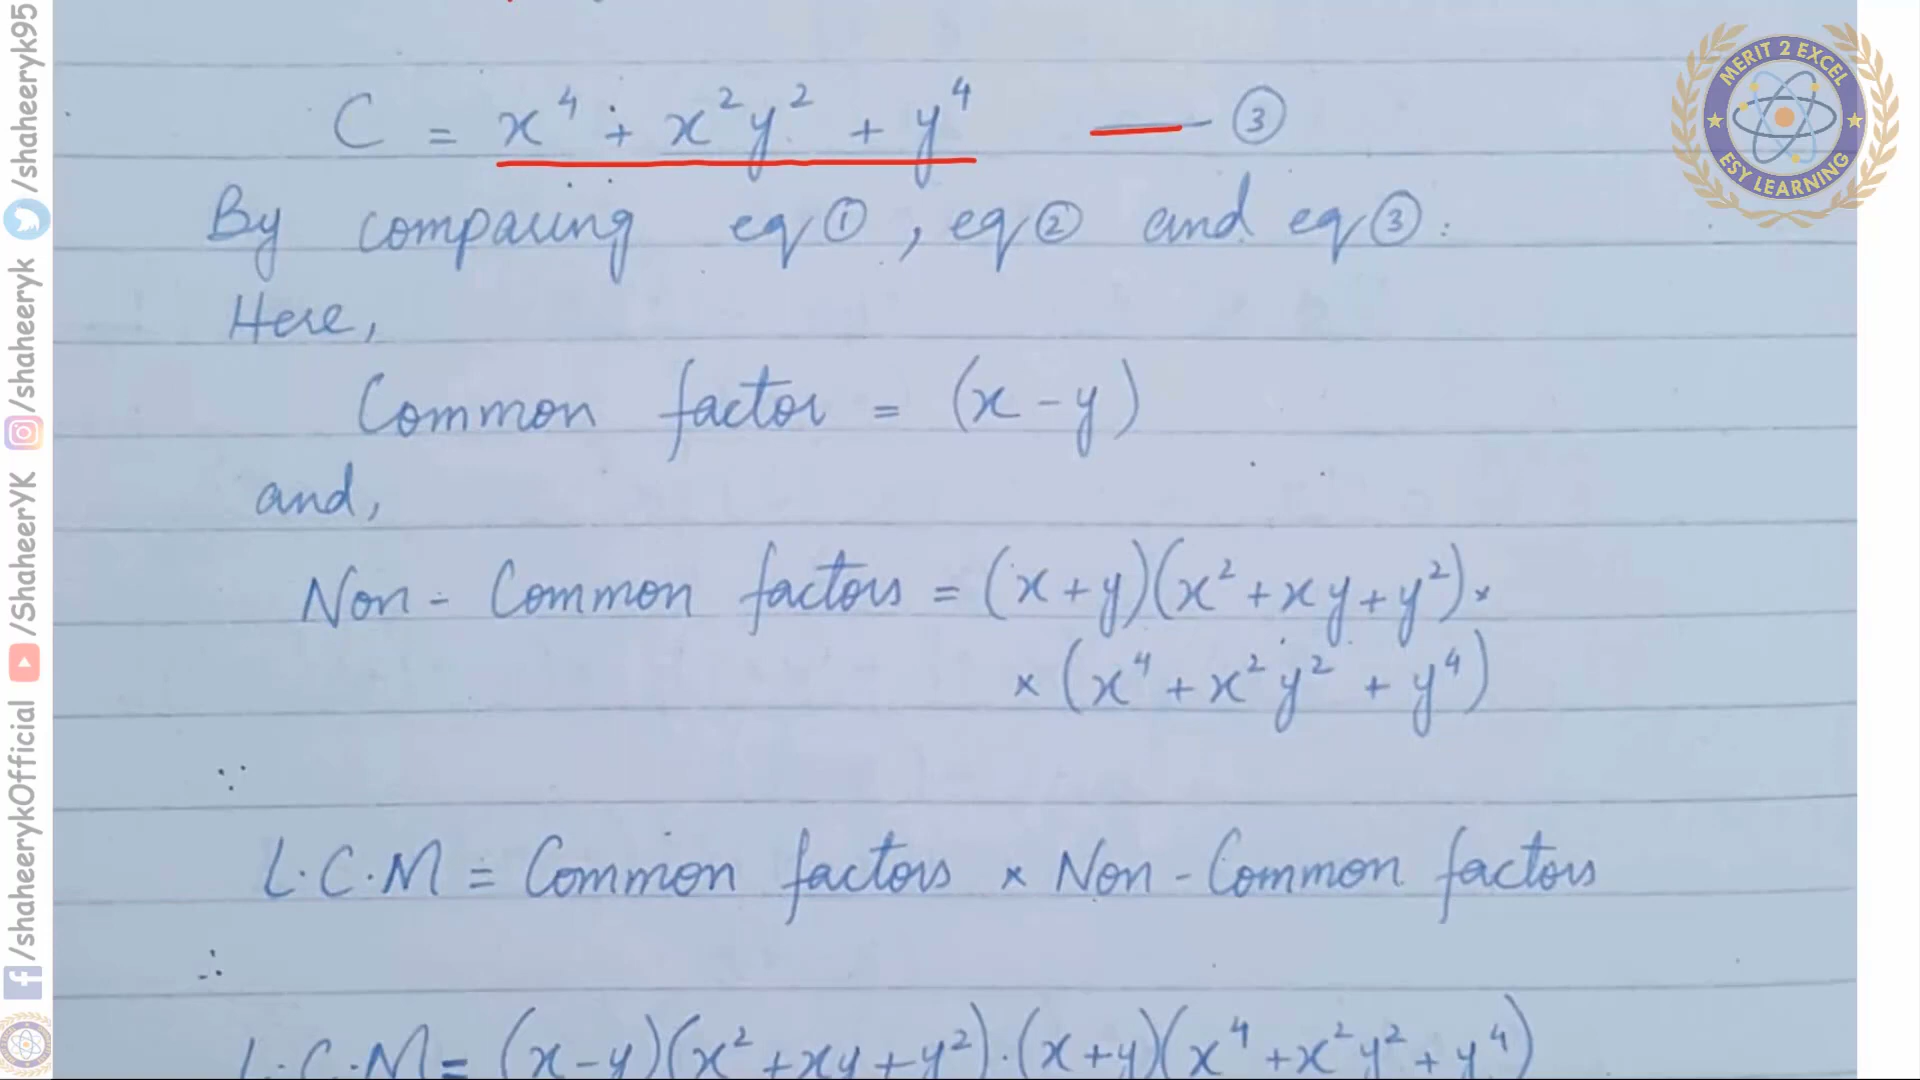 C = x⁴ + x²y² + y⁴ — ③
By comparing eq①, eq② and eq③.
Here,
Common factor = (x-y)
and,
Non-Common factors = (x+y)(x²+xy+y²)×
×(x⁴+x²y²+y⁴)
∵
L.C.M = Common factors × Non-Common factors
∴
L.C.M = (x-y)(x²+xy+y²).(x+y)(x⁴+x²y²+y⁴)
MERIT 2 EXCEL
ESY LEARNING
/shaheerykOfficial /ShaheerYK /shaheeryk /shaheeryk95